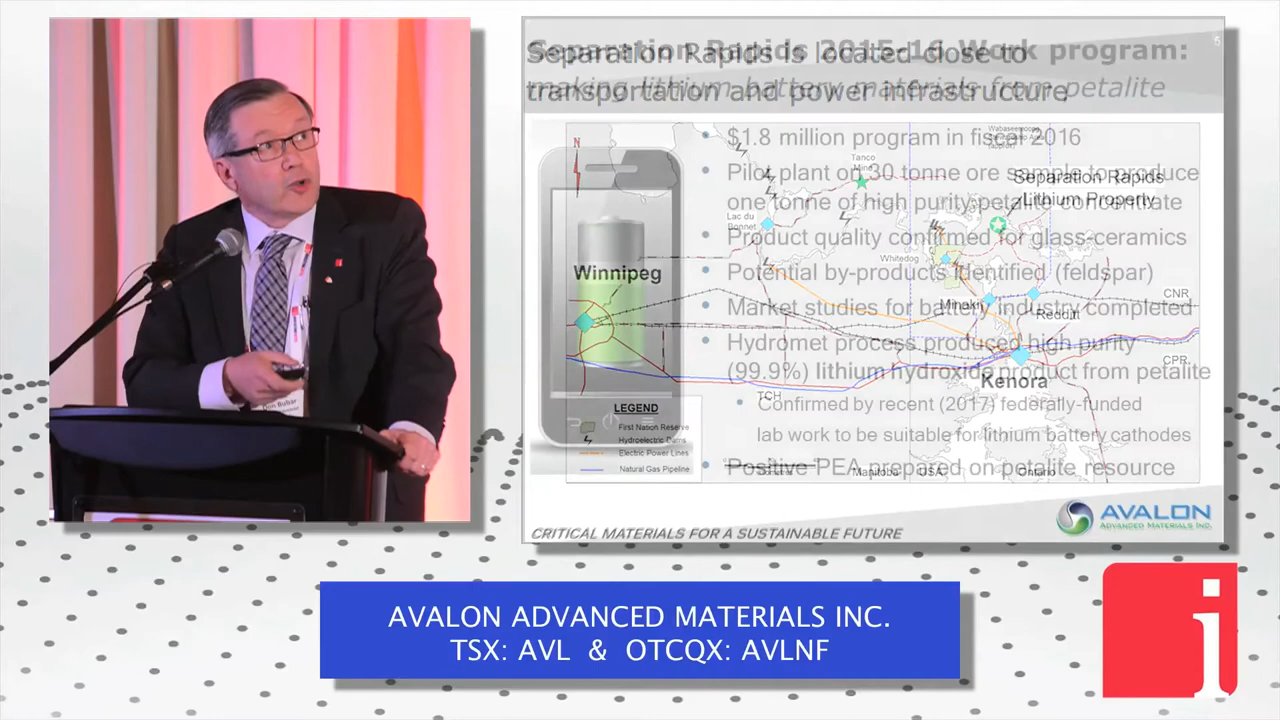 Separation Rapids is located close to
transportation and power infrastructure.
Separation Rapids 2015-16 Work program:
making lithium battery materials from petalite
5
• $1.8 million program in fiscal 2016
• Pilot plant on 30 tonne ore scale to produce
one tonne of high purity petalite concentrate
• Product quality confirmed for glass-ceramics
• Potential by-products identified (feldspar)
• Market studies for battery industry completed
• Hydromet process produced high purity
(99.9%) lithium hydroxide product from petalite
• Confirmed by recent (2017) federally-funded
lab work to be suitable for lithium battery cathodes
• Positive PEA prepared on petalite resource
N
Tanco
Mine
Separation Rapids
Lithium Property
Lac du
Bonnet
Whitedog
Winnipeg
Minaki
Redditt
CNR
CPR
Kenora
TCH
LEGEND
First Nation Reserve
Hydroelectric Dams
Electric Power Lines
Natural Gas Pipeline
Manitoba
USA
Ontario
CRITICAL MATERIALS FOR A SUSTAINABLE FUTURE
AVALON
ADVANCED MATERIALS INC.
Don Bubar
AVALON ADVANCED MATERIALS INC.
TSX: AVL & OTCQX: AVLNF
i